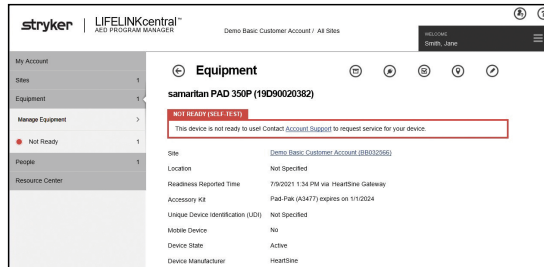 stryker
LIFELINKcentral™
AED PROGRAM MANAGER
Demo Basic Customer Account / All Sites
WELCOME
Smith, Jane
My Account
Sites 1
Equipment 1
Manage Equipment >
Not Ready 1
People 1
Resource Center
Equipment
samaritan PAD 350P (19D90020382)
NOT READY (SELF-TEST)
This device is not ready to use! Contact Account Support to request service for your device.
Site Demo Basic Customer Account (BB032566)
Location Not Specified
Readiness Reported Time 7/9/2021 1:34 PM via HeartSine Gateway
Accessory Kit Pad-Pak (A3477) expires on 1/1/2024
Unique Device Identification (UDI) Not Specified
Mobile Device No
Device State Active
Device Manufacturer HeartSine